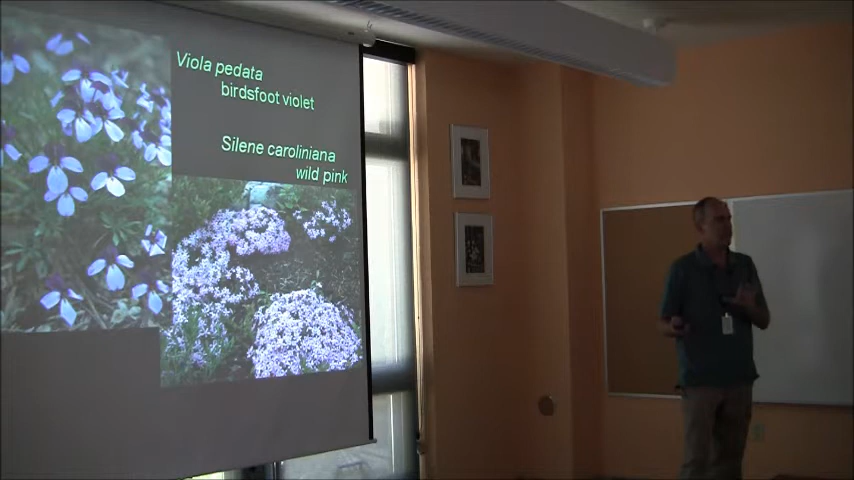 Viola pedata
birdsfoot violet
Silene caroliniana
wild pink